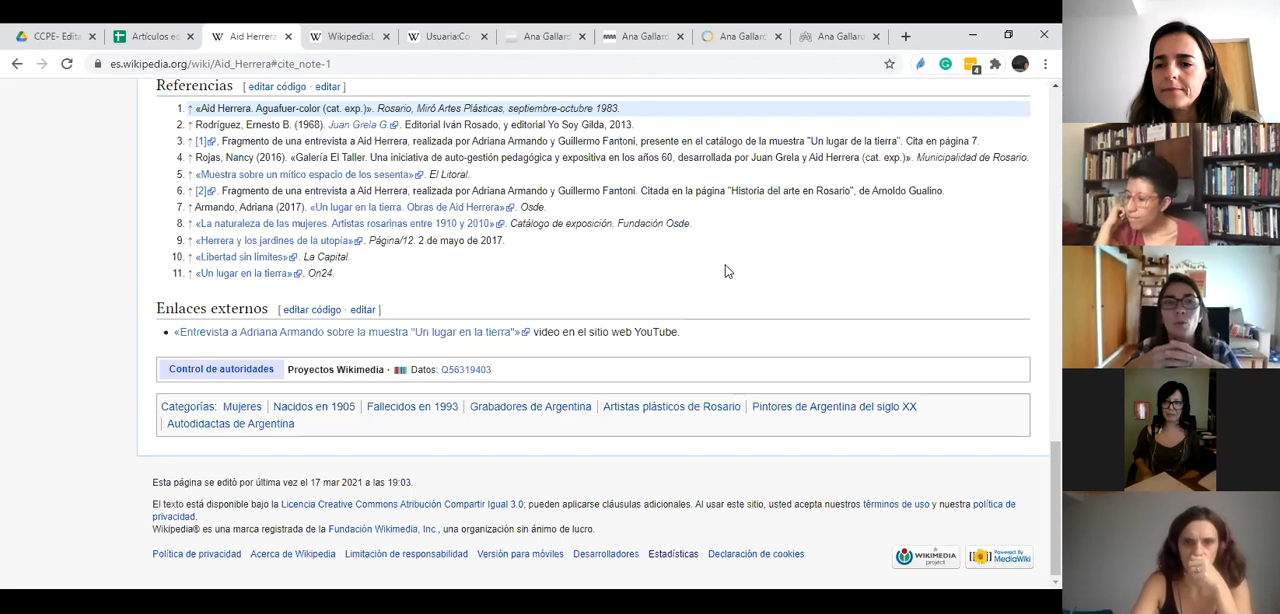 CCPE- Edita
Artículos ed
Aid Herrera
Wikipedia:L
Usuaria:Co
Ana Gallard
Ana Gallard
Ana Gallard
Ana Gallard
es.wikipedia.org/wiki/Aid_Herrera#cite_note-1
4
Referencias [ editar código · editar ]
1. ↑ «Aid Herrera. Aguafuer-color (cat. exp.)». Rosario, Miró Artes Plásticas, septiembre-octubre 1983.
2. ↑ Rodríguez, Ernesto B. (1968). Juan Grela G. Editorial Iván Rosado, y editorial Yo Soy Gilda, 2013.
3. ↑ [1]. Fragmento de una entrevista a Aid Herrera, realizada por Adriana Armando y Guillermo Fantoni, presente en el catálogo de la muestra "Un lugar de la tierra". Cita en página 7.
4. ↑ Rojas, Nancy (2016). «Galería El Taller. Una iniciativa de auto-gestión pedagógica y expositiva en los años 60, desarrollada por Juan Grela y Aid Herrera (cat. exp.)». Municipalidad de Rosario.
5. ↑ «Muestra sobre un mítico espacio de los sesenta». El Litoral.
6. ↑ [2]. Fragmento de una entrevista a Aid Herrera, realizada por Adriana Armando y Guillermo Fantoni. Citada en la página "Historia del arte en Rosario", de Arnoldo Gualino.
7. ↑ Armando, Adriana (2017). «Un lugar en la tierra. Obras de Aid Herrera». Osde.
8. ↑ «La naturaleza de las mujeres. Artistas rosarinas entre 1910 y 2010». Catálogo de exposición. Fundación Osde.
9. ↑ «Herrera y los jardines de la utopía». Página/12. 2 de mayo de 2017.
10. ↑ «Libertad sin límites». La Capital.
11. ↑ «Un lugar en la tierra». On24.
Enlaces externos [ editar código · editar ]
• «Entrevista a Adriana Armando sobre la muestra "Un lugar en la tierra"» video en el sitio web YouTube.
Control de autoridades Proyectos Wikimedia · Datos: Q56319403
Categorías: Mujeres | Nacidos en 1905 | Fallecidos en 1993 | Grabadores de Argentina | Artistas plásticos de Rosario | Pintores de Argentina del siglo XX
| Autodidactas de Argentina
Esta página se editó por última vez el 17 mar 2021 a las 19:03.
El texto está disponible bajo la Licencia Creative Commons Atribución Compartir Igual 3.0; pueden aplicarse cláusulas adicionales. Al usar este sitio, usted acepta nuestros términos de uso y nuestra política de
privacidad.
Wikipedia® es una marca registrada de la Fundación Wikimedia, Inc., una organización sin ánimo de lucro.
Política de privacidad Acerca de Wikipedia Limitación de responsabilidad Versión para móviles Desarrolladores Estadísticas Declaración de cookies
a WIKIMEDIA project
Powered By MediaWiki